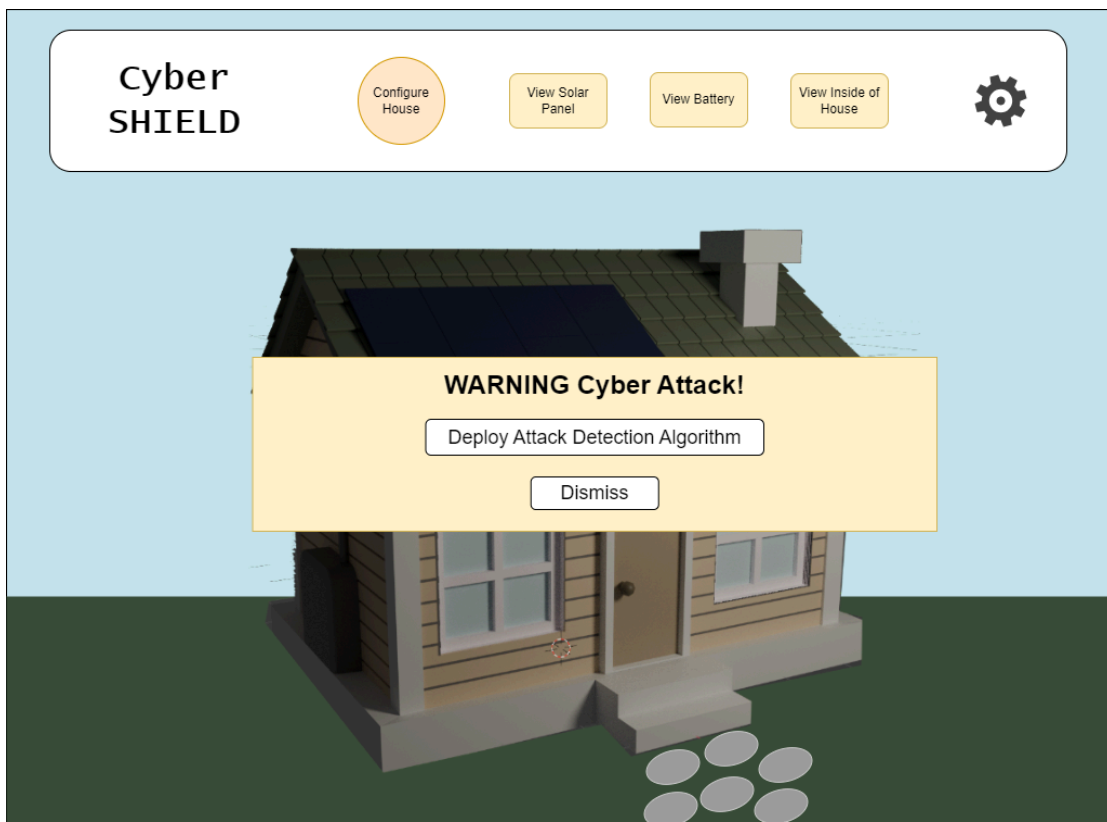 Cyber
SHIELD
Configure
House
View Solar
Panel
View Battery
View Inside of
House
WARNING Cyber Attack!
Deploy Attack Detection Algorithm
Dismiss